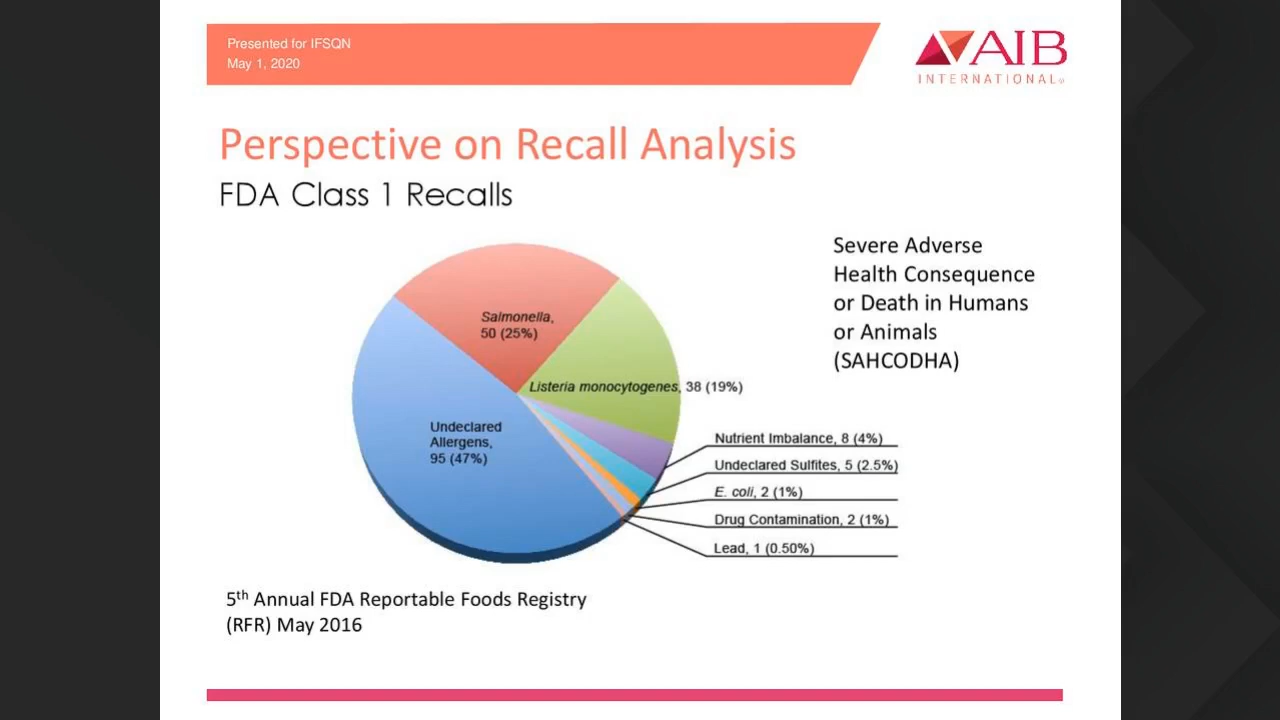 Presented for IFSQN
May 1, 2020
AIB
INTERNATIONAL®
Perspective on Recall Analysis
FDA Class 1 Recalls
Severe Adverse
Health Consequence
or Death in Humans
or Animals
(SAHCODHA)
Salmonella,
50 (25%)
Listeria monocytogenes, 38 (19%)
Undeclared
Allergens,
95 (47%)
Nutrient Imbalance, 8 (4%)
Undeclared Sulfites, 5 (2.5%)
E. coli, 2 (1%)
Drug Contamination, 2 (1%)
Lead, 1 (0.50%)
5th Annual FDA Reportable Foods Registry
(RFR) May 2016